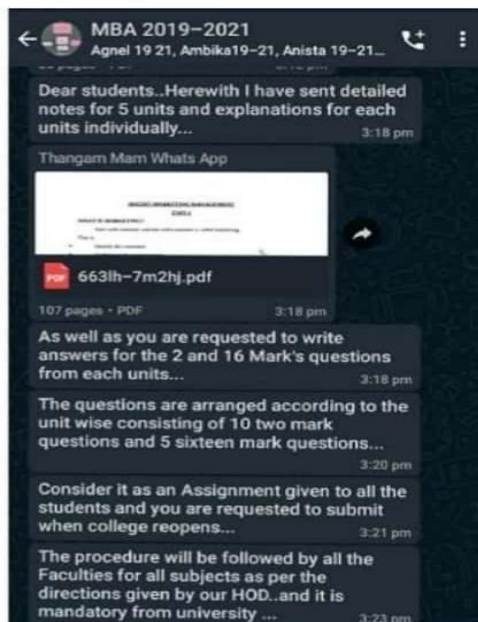 MBA 2019–2021
Agnel 19 21, Ambika19–21, Anista 19–21...
Dear students..Herewith I have sent detailed
notes for 5 units and explanations for each
units individually...
3:18 pm
Thangam Mam Whats App
WHAT IS MARKETING?
PDF
663lh–7m2hj.pdf
107 pages • PDF
3:18 pm
As well as you are requested to write
answers for the 2 and 16 Mark's questions
from each units...
3:18 pm
The questions are arranged according to the
unit wise consisting of 10 two mark
questions and 5 sixteen mark questions...
3:20 pm
Consider it as an Assignment given to all the
students and you are requested to submit
when college reopens...
3:21 pm
The procedure will be followed by all the
Faculties for all subjects as per the
directions given by our HOD..and it is
mandatory from university ...
3:23 pm